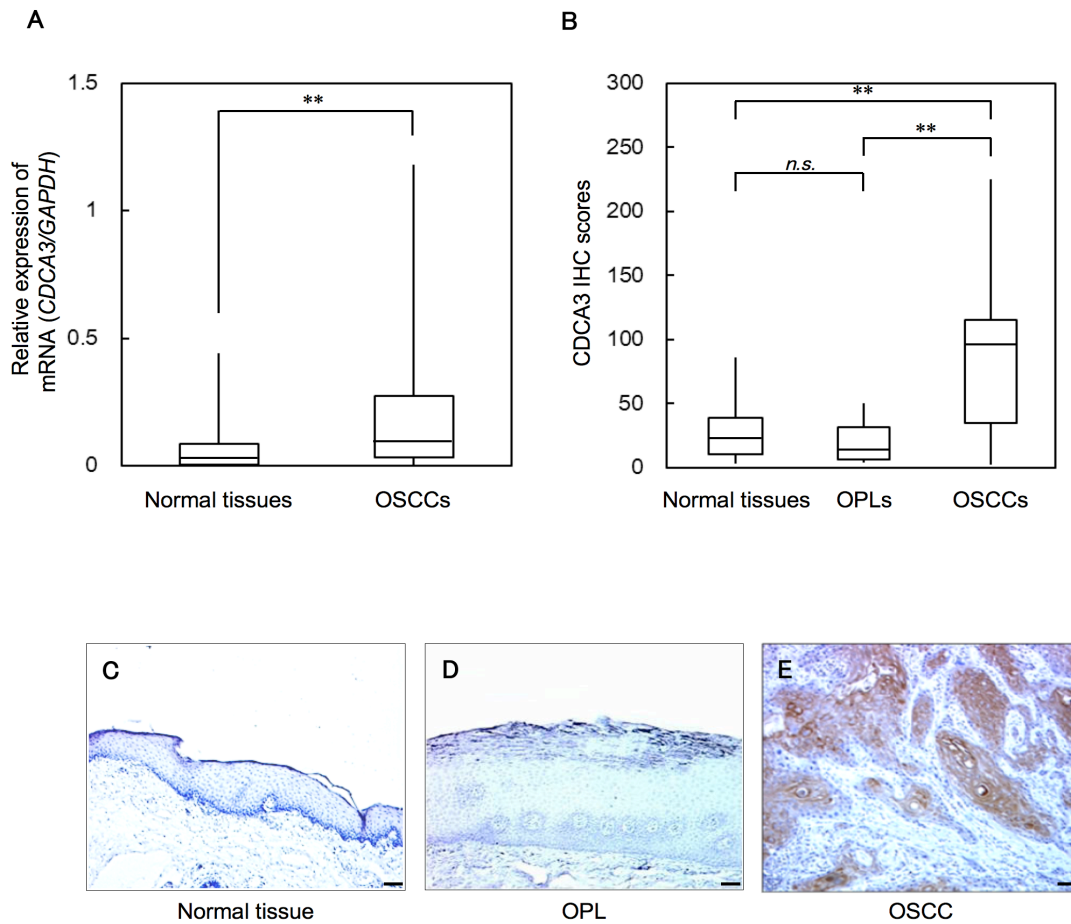 A
Relative expression of
mRNA (CDCA3/GAPDH)
1.5
1
0.5
0
**
Normal tissues
OSCCs
B
CDCA3 IHC scores
300
250
200
150
100
50
0
**
**
n.s.
Normal tissues
OPLs
OSCCs
C
Normal tissue
D
OPL
E
OSCC